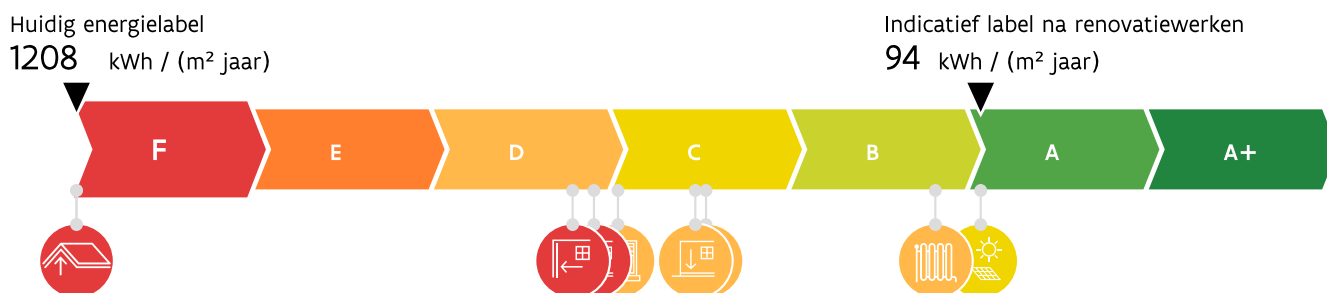 Huidig energielabel
1208 kWh / (m² jaar)
Indicatief label na renovatiewerken
94 kWh / (m² jaar)
F E D C B A A+